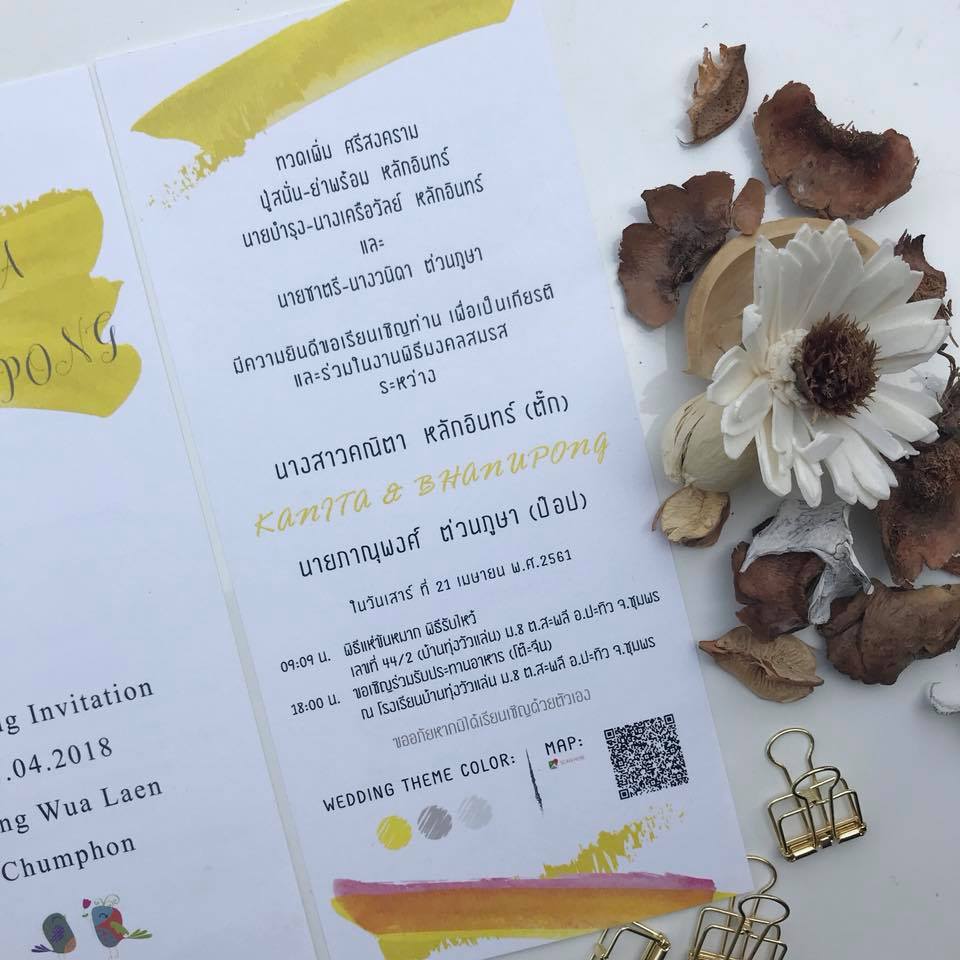 A
PONG
ng Invitation
.04.2018
ng Wua Laen
Chumphon
ทวดเพิ่ม ศรีสงคราม
ปู่สนั่น-ย่าพร้อม หลักอินทร์
นายบำรุง-นางเครือวัลย์ หลักอินทร์
และ
นายชาตรี-นางวนิดา ต่วนภูษา
มีความยินดีขอเรียนเชิญท่าน เพื่อเป็นเกียรติ
และร่วมในงานพิธีมงคลสมรส
ระหว่าง
นางสาวคณิตา หลักอินทร์ (ตั๊ก)
KANITA & BHANUPONG
นายภาณุพงศ์ ต่วนภูษา (ป๊อป)
ในวันเสาร์ ที่ 21 เมษายน พ.ศ.2561
09:09 น. พิธีแห่ขันหมาก พิธีรับไหว้
เลขที่ 44/2 (บ้านทุ่งวัวแล่น) ม.8 ต.สะพลี อ.ปะทิว จ.ชุมพร
18:00 น. ขอเชิญร่วมรับประทานอาหาร (โต๊ะจีน)
ณ โรงเรียนบ้านทุ่งวัวแล่น ม.8 ต.สะพลี อ.ปะทิว จ.ชุมพร
ขออภัยหากมิได้เรียนเชิญด้วยตัวเอง
WEDDING THEME COLOR:
MAP:
SCAN HERE